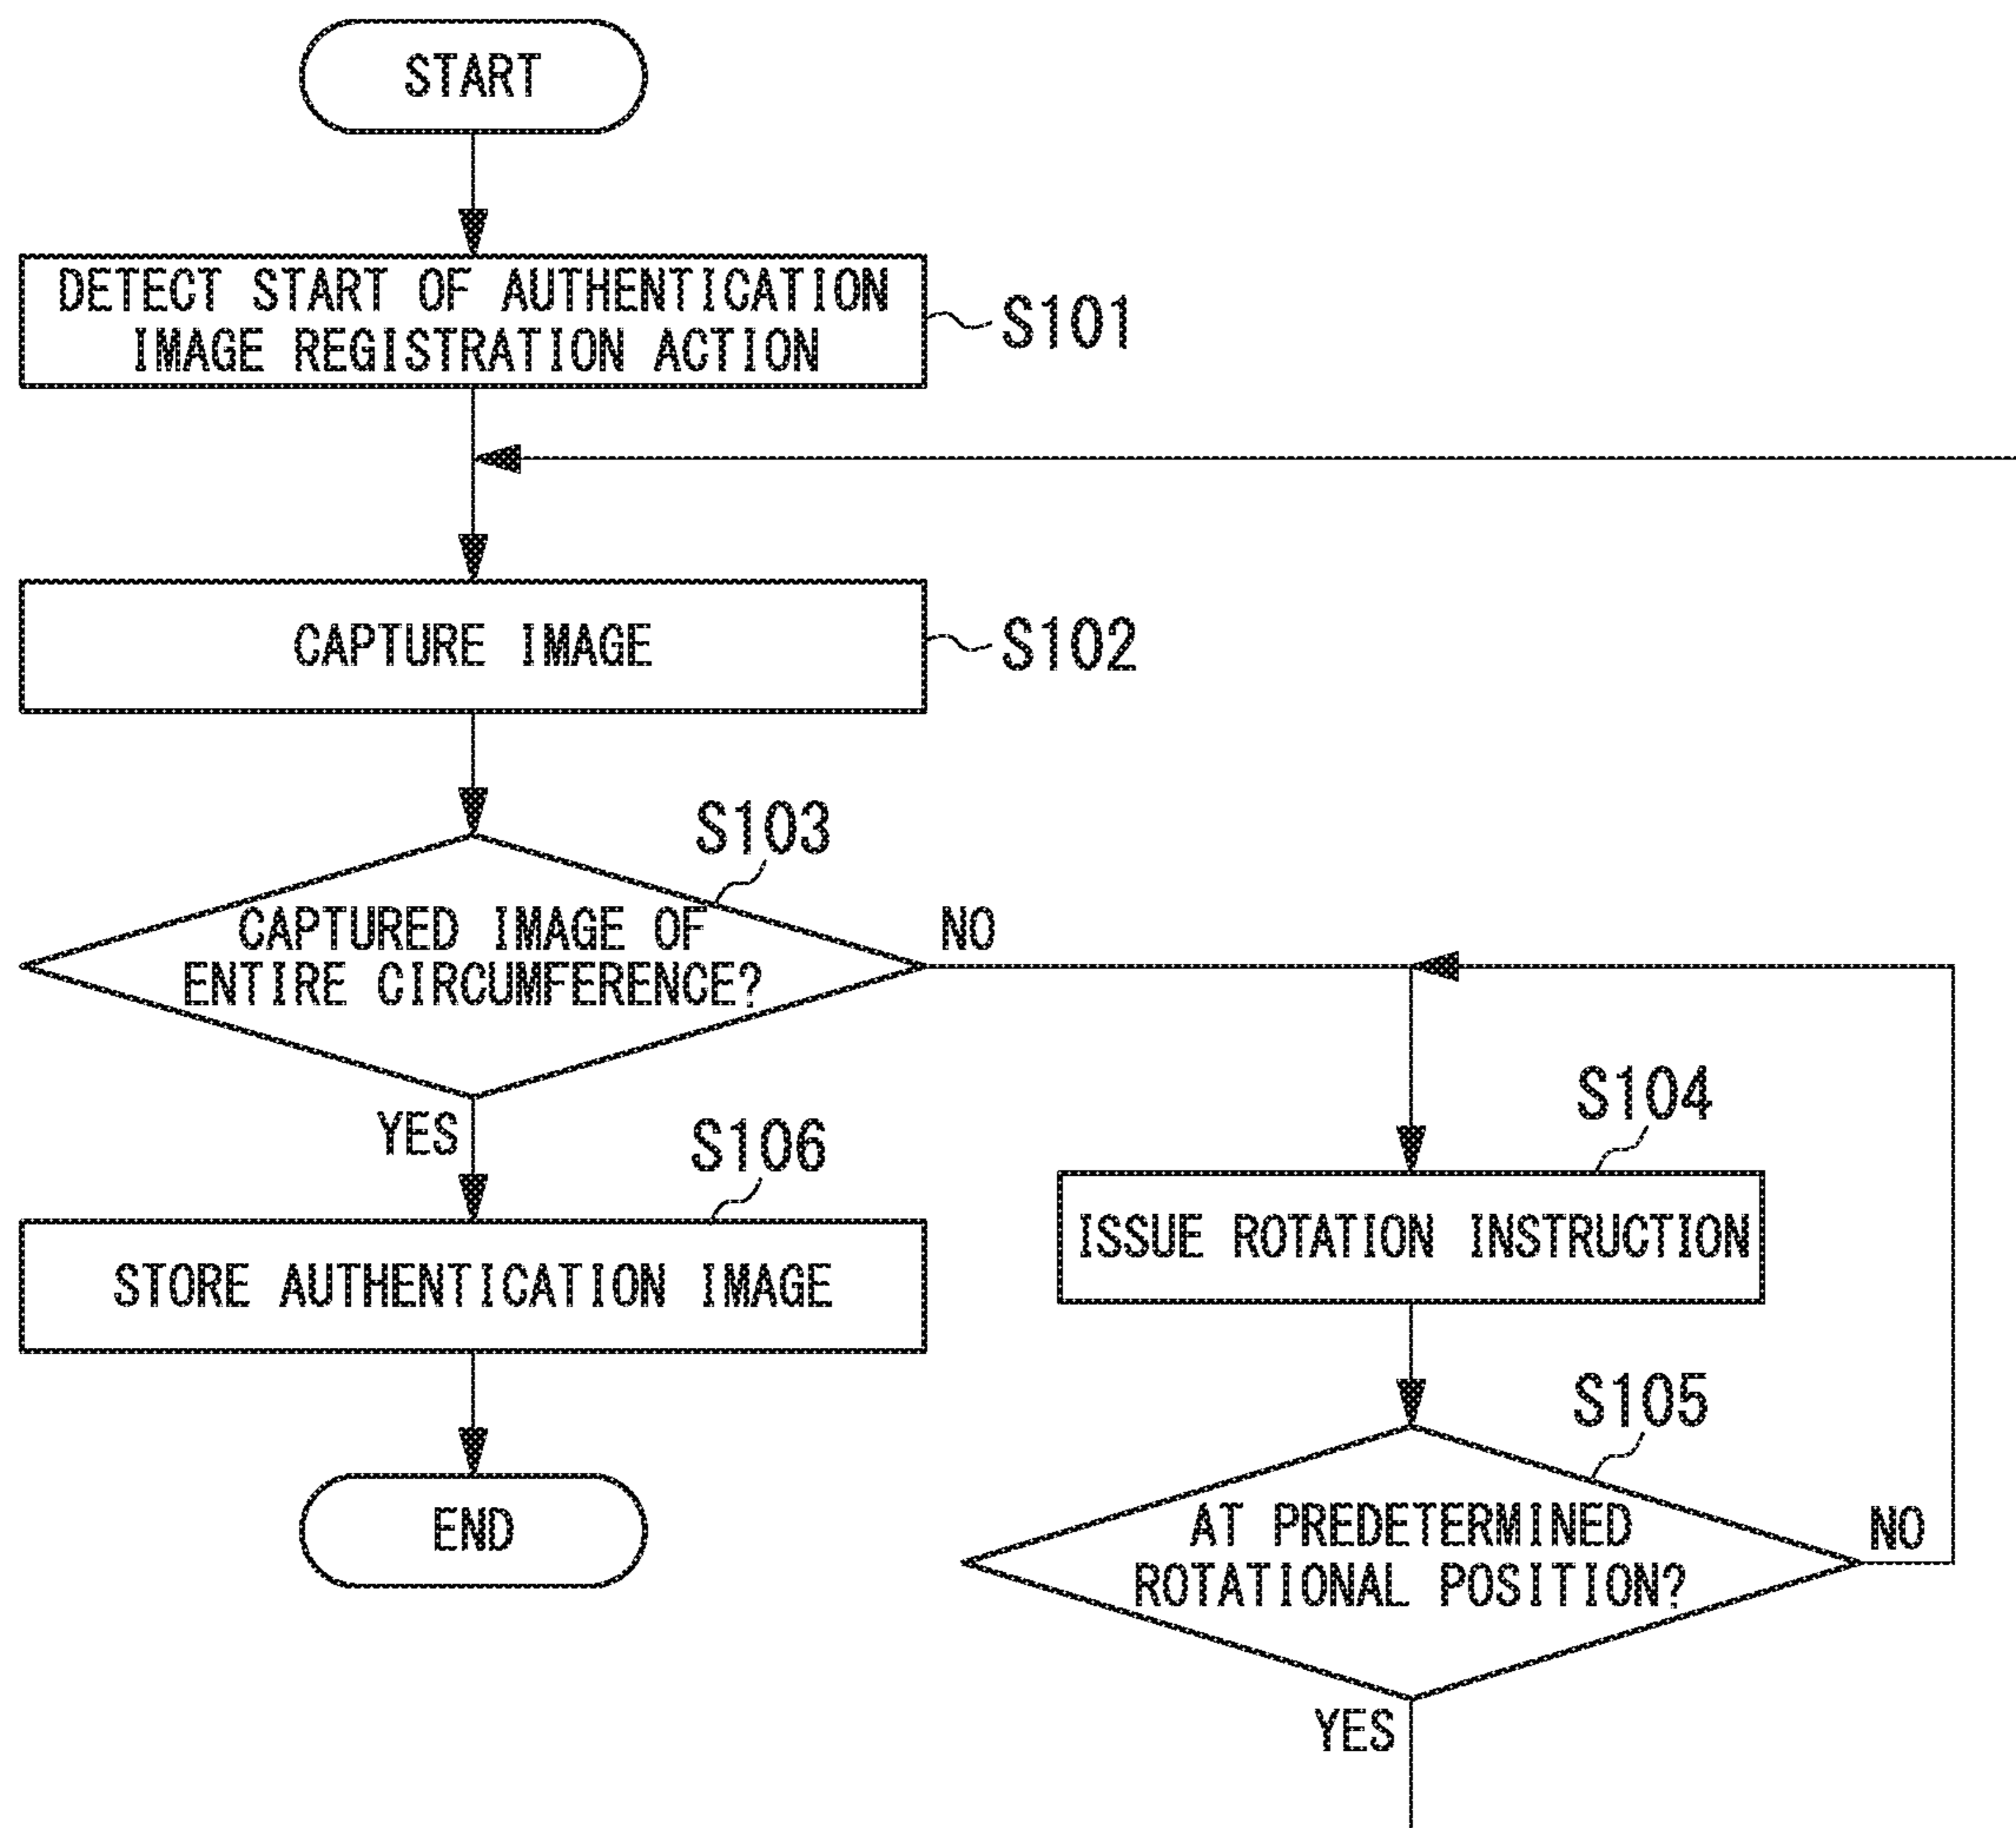 START
DETECT START OF AUTHENTICATION
IMAGE REGISTRATION ACTION
S101
CAPTURE IMAGE
S102
S103
CAPTURED IMAGE OF
ENTIRE CIRCUMFERENCE?
NO
YES
S106
STORE AUTHENTICATION IMAGE
END
S104
ISSUE ROTATION INSTRUCTION
S105
AT PREDETERMINED
ROTATIONAL POSITION?
NO
YES